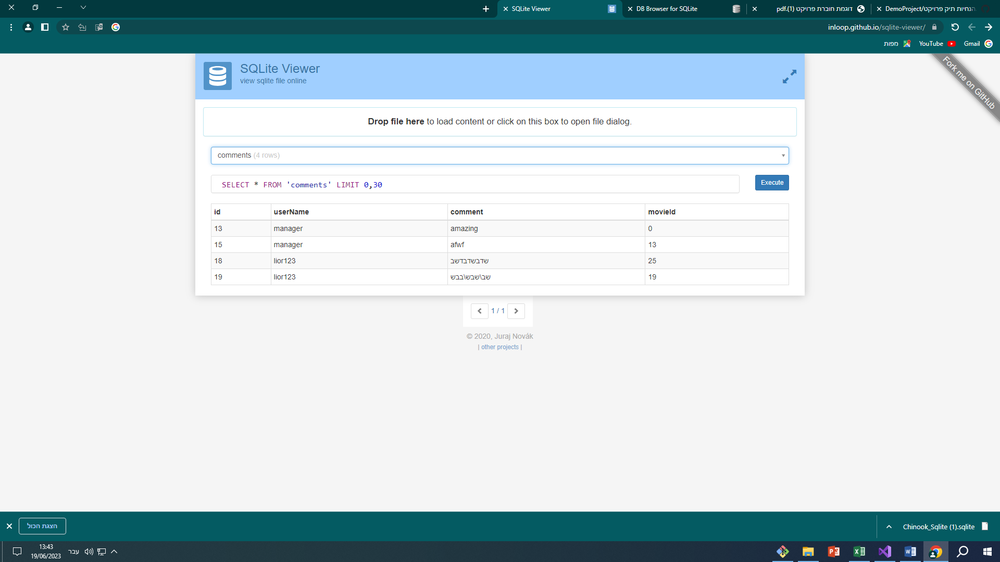 SQLite Viewer
DB Browser for SQLite
דוגמת חוברת פרויקט (1).pdf
DemoProject/הנחיות תיק פרויקט
inloop.github.io/sqlite-viewer/
מפות
YouTube
Gmail
SQLite Viewer
view sqlite file online
Fork me on GitHub
Drop file here to load content or click on this box to open file dialog.
comments (4 rows)
SELECT * FROM 'comments' LIMIT 0,30
Execute
id userName comment movieId
13 manager amazing 0
15 manager afwf 13
18 lior123 שדבשדבדשב 25
19 lior123 שב\שבש\בבש 19
1 / 1
© 2020, Juraj Novák
| other projects |
הצגת הכול
Chinook_Sqlite (1).sqlite
13:43
19/06/2023
עבר